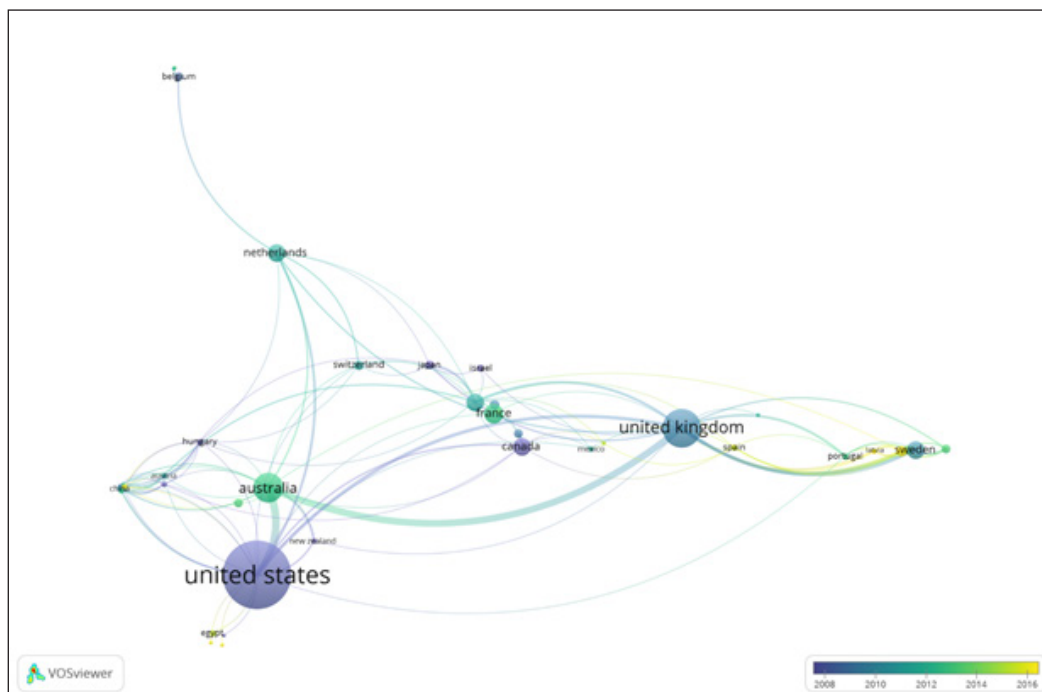 belgium
netherlands
switzerland
japan
israel
france
united kingdom
canada
mexico
spain
portugal
sweden
hungary
australia
new zealand
united states
egypt
VOSviewer
2008 2010 2012 2014 2016